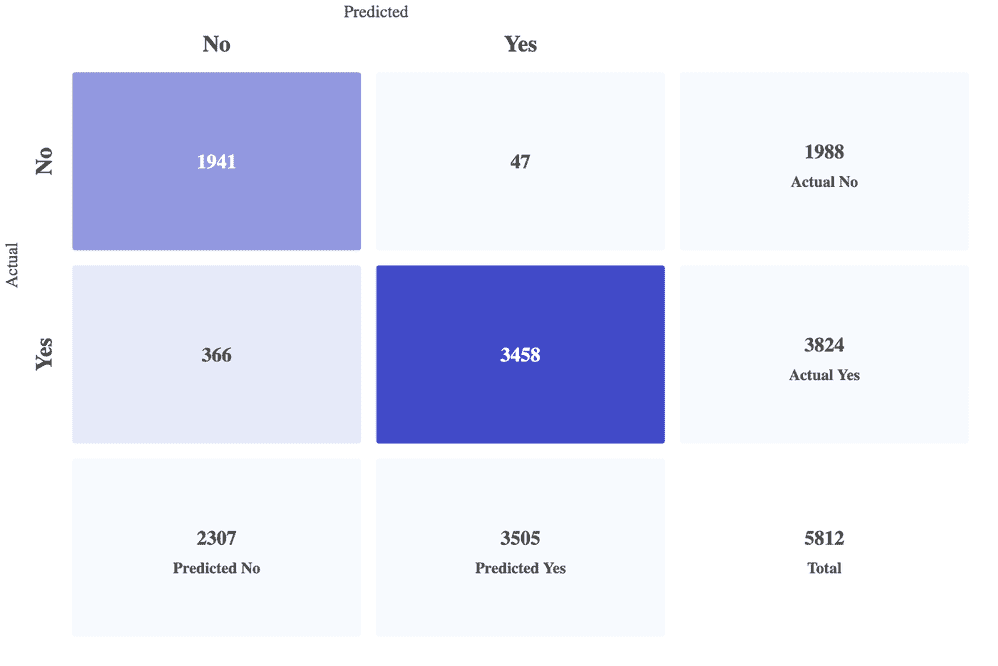 Predicted
No Yes
Actual
No
1941
47
1988
Actual No
Yes
366
3458
3824
Actual Yes
2307
Predicted No
3505
Predicted Yes
5812
Total